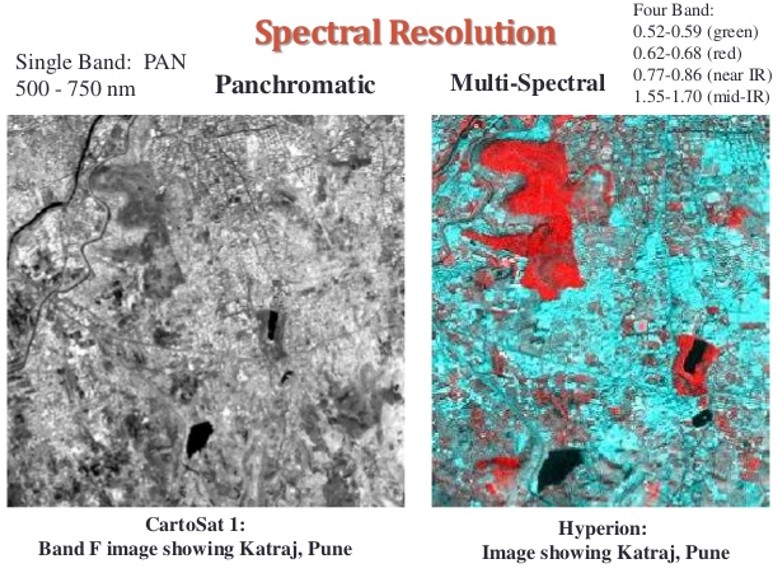 Spectral Resolution
Single Band:  PAN
500 - 750 nm
Panchromatic
Multi-Spectral
Four Band:
0.52-0.59 (green)
0.62-0.68 (red)
0.77-0.86 (near IR)
1.55-1.70 (mid-IR)
CartoSat 1:
Band F image showing Katraj, Pune
Hyperion:
Image showing Katraj, Pune